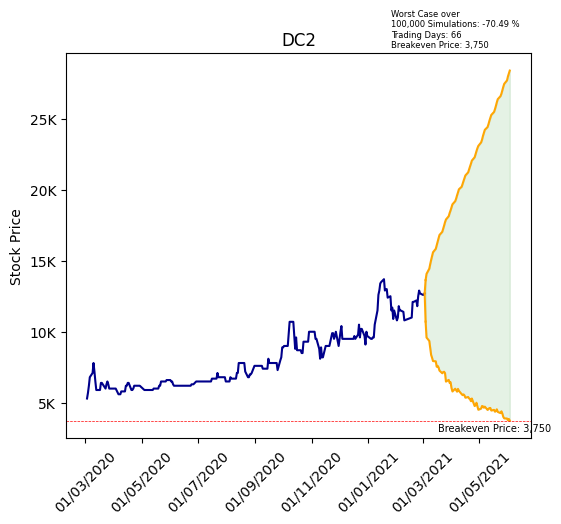 Worst Case over
100,000 Simulations: -70.49 %
Trading Days: 66
Breakeven Price: 3,750
DC2
Stock Price
25K
20K
15K
10K
5K
Breakeven Price: 3,750
01/03/2020
01/05/2020
01/07/2020
01/09/2020
01/11/2020
01/01/2021
01/03/2021
01/05/2021